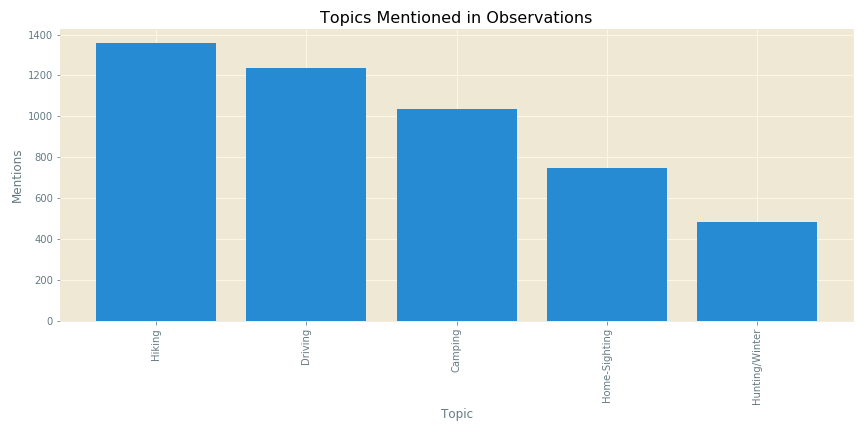 Topics Mentioned in Observations
Mentions
1400
1200
1000
800
600
400
200
0
Hiking
Driving
Camping
Home-Sighting
Hunting/Winter
Topic